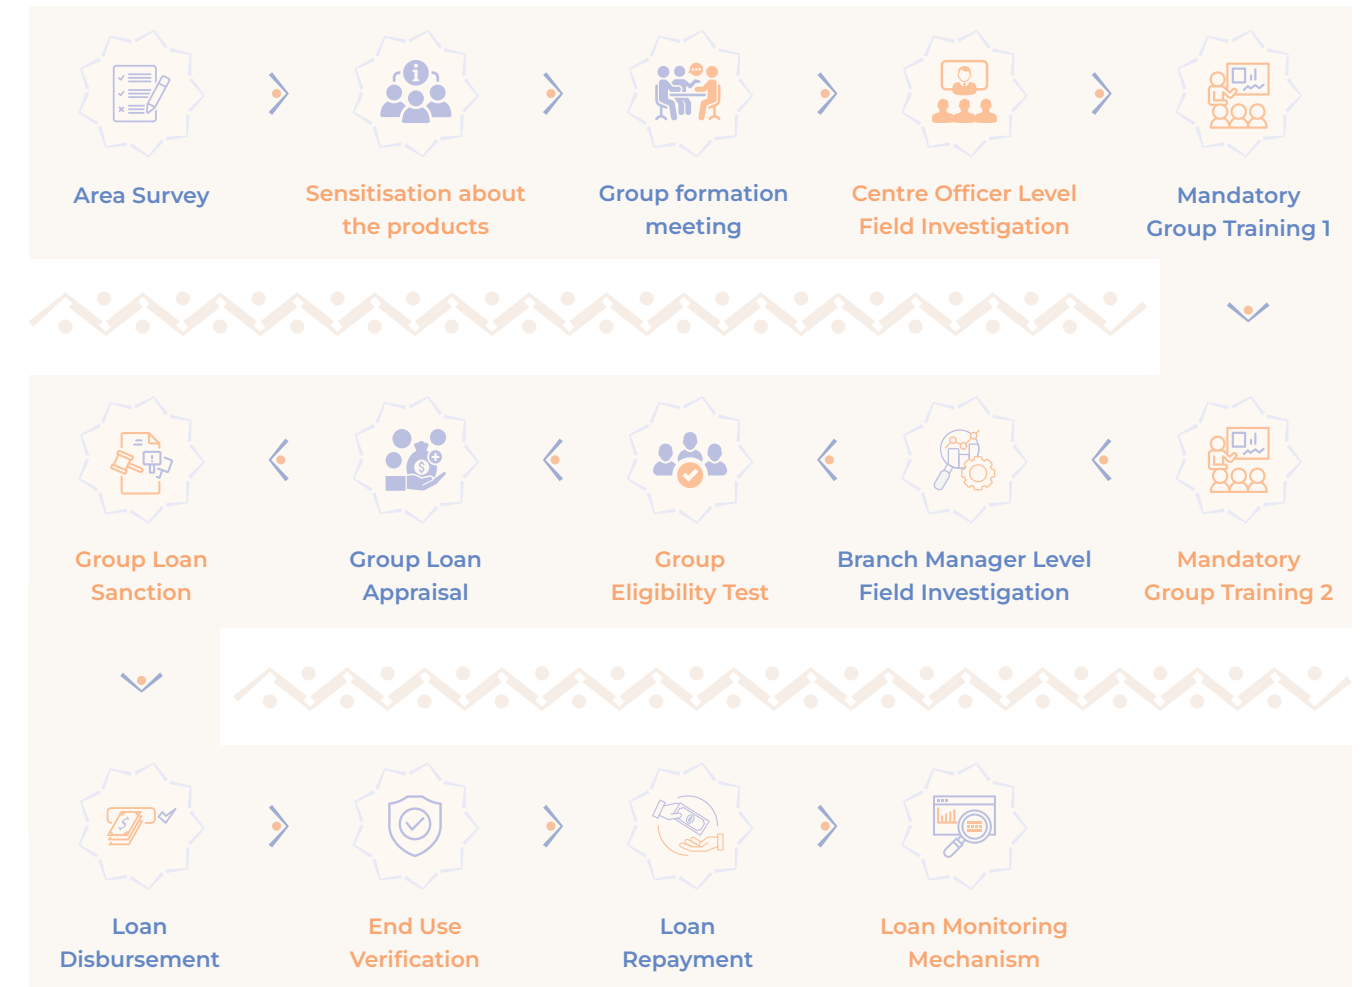 Area Survey
Sensitisation about
the products
Group formation
meeting
Centre Officer Level
Field Investigation
Mandatory
Group Training 1
Mandatory
Group Training 2
Branch Manager Level
Field Investigation
Group
Eligibility Test
Group Loan
Appraisal
Group Loan
Sanction
Loan
Disbursement
End Use
Verification
Loan
Repayment
Loan Monitoring
Mechanism